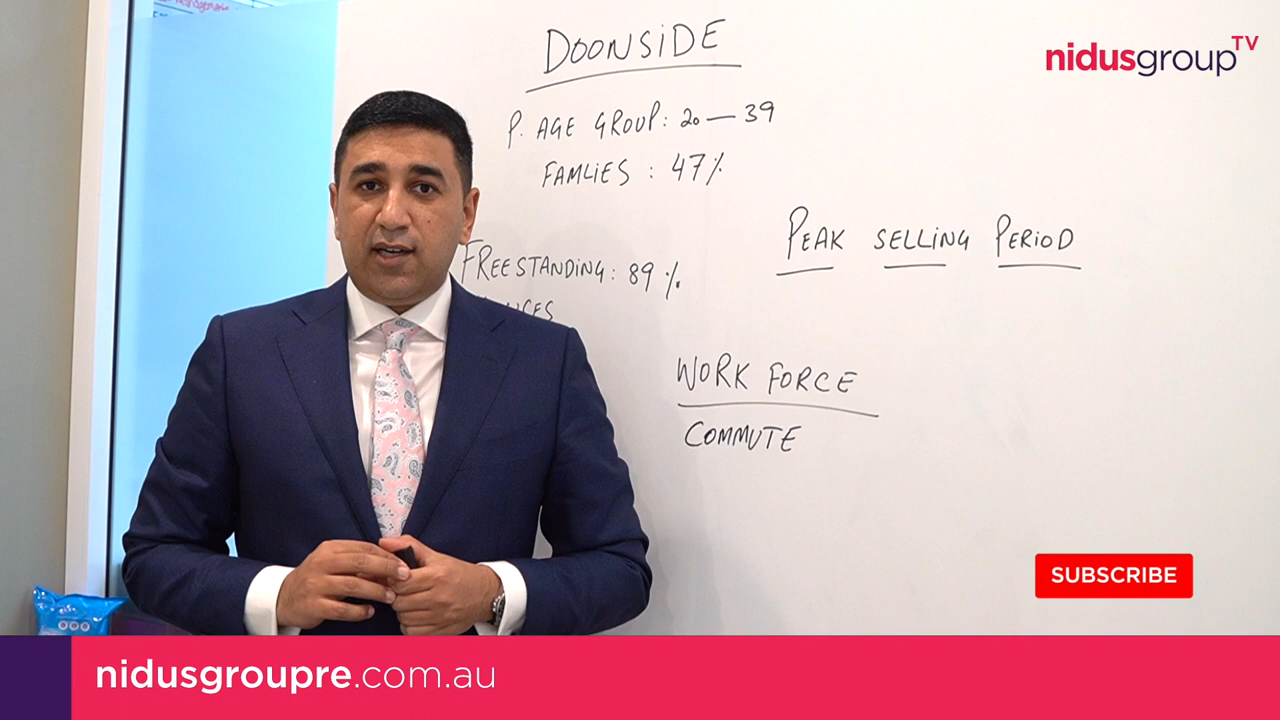 DOONSIDE
P. AGE GROUP: 20 — 39
FAMLIES : 47%
FREESTANDING: 89%
PEAK SELLING PERIOD
WORK FORCE
COMMUTE
nidusgroupTV
SUBSCRIBE
nidusgroupre.com.au